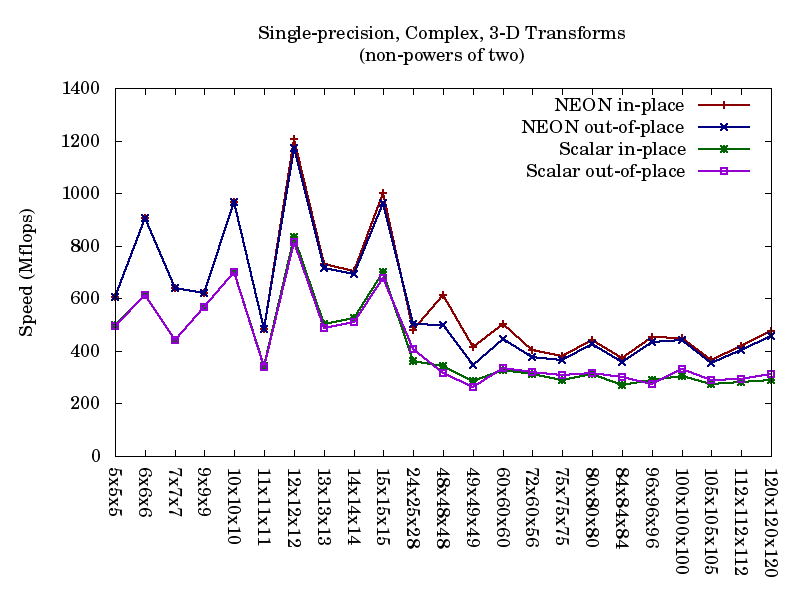 Single-precision, Complex, 3-D Transforms
(non-powers of two)
1400
1200
1000
800
600
400
200
0
Speed (Mflops)
NEON in-place
NEON out-of-place
Scalar in-place
Scalar out-of-place
5x5x5
6x6x6
7x7x7
9x9x9
10x10x10
11x11x11
12x12x12
13x13x13
14x14x14
15x15x15
24x25x28
48x48x48
49x49x49
60x60x60
72x60x56
75x75x75
80x80x80
84x84x84
96x96x96
100x100x100
105x105x105
112x112x112
120x120x120